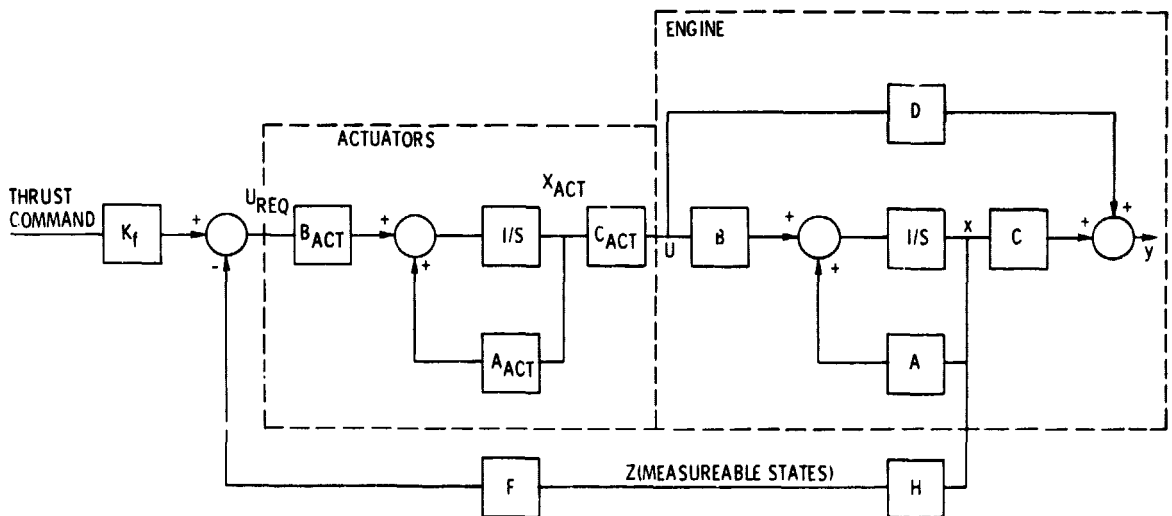 ENGINE
D
ACTUATORS
THRUST
COMMAND
Kf
+
-
UREQ
BACT
+
+
I/S
XACT
CACT
U
B
+
+
I/S
X
C
+
+
y
AACT
A
F
Z(MEASUREABLE STATES)
H